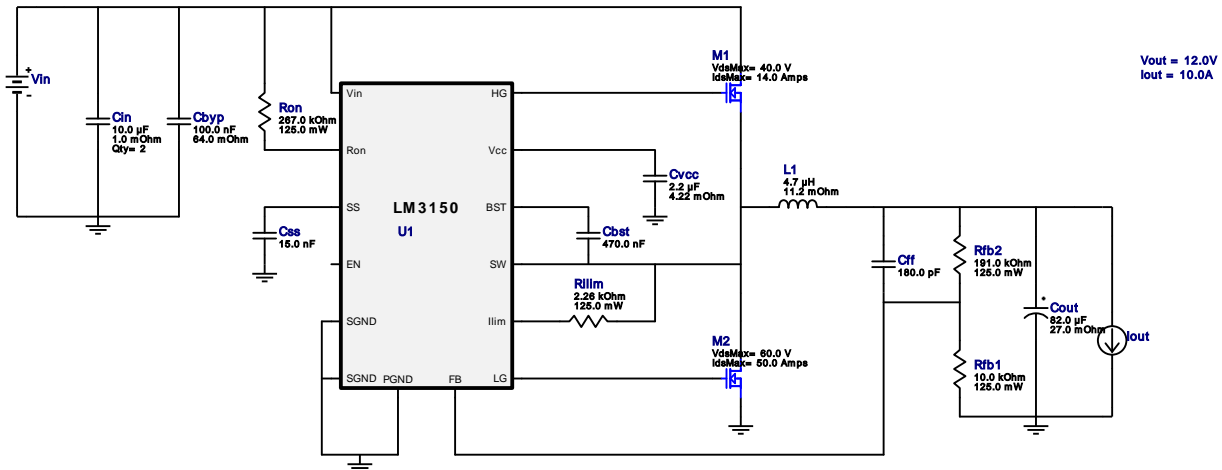 M1
VdsMax= 40.0 V
IdsMax= 14.0 Amps
Vout = 12.0V
Iout = 10.0A
+
Vin
-
Cin
10.0 µF
1.0 mOhm
Qty= 2
Cbyp
100.0 nF
64.0 mOhm
Ron
267.0 kOhm
125.0 mW
Vin
HG
Ron
Vcc
SS
BST
LM3150
U1
EN
SW
SGND
Ilim
SGND
PGND
FB
LG
Css
15.0 nF
Cvcc
2.2 µF
4.22 mOhm
Cbst
470.0 nF
Rilim
2.26 kOhm
125.0 mW
L1
4.7 µH
11.2 mOhm
M2
VdsMax= 60.0 V
IdsMax= 50.0 Amps
Cff
180.0 pF
Rfb2
191.0 kOhm
125.0 mW
Rfb1
10.0 kOhm
125.0 mW
+
Cout
82.0 µF
27.0 mOhm
Iout